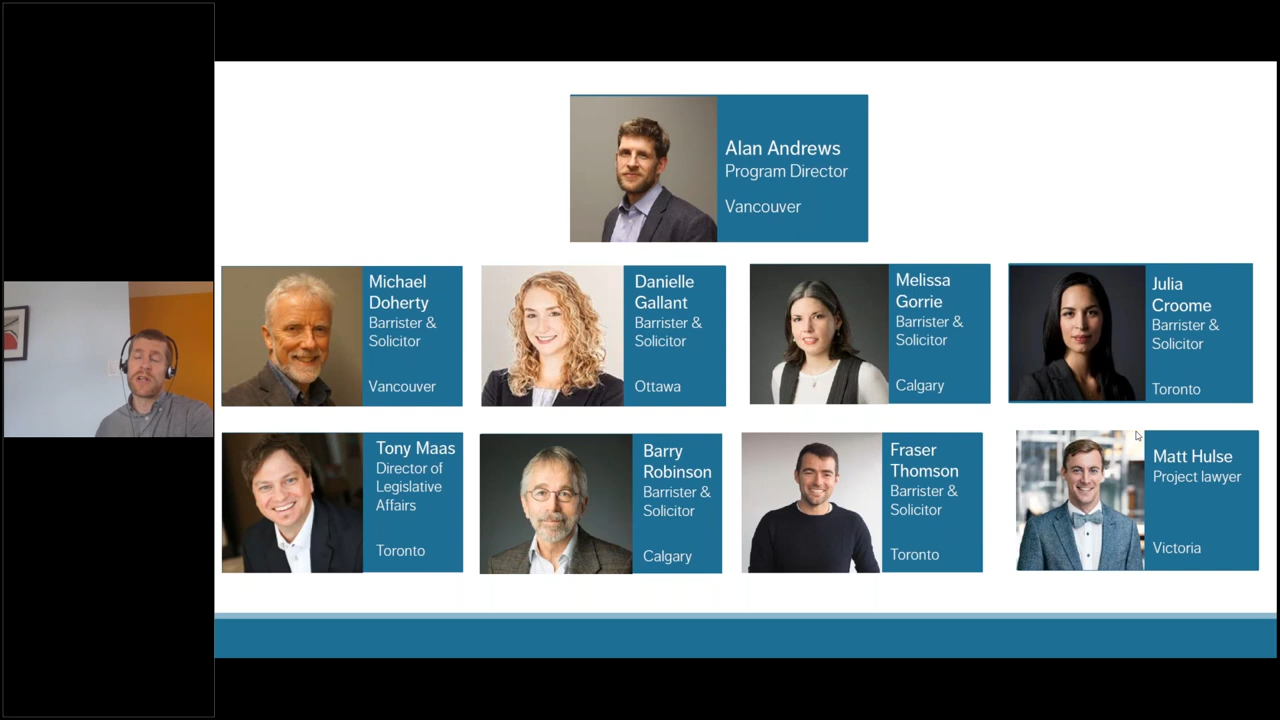 Alan Andrews
Program Director
Vancouver
Michael
Doherty
Barrister &
Solicitor
Vancouver
Danielle
Gallant
Barrister &
Solicitor
Ottawa
Melissa
Gorrie
Barrister &
Solicitor
Calgary
Julia
Croome
Barrister &
Solicitor
Toronto
Tony Maas
Director of
Legislative
Affairs
Toronto
Barry
Robinson
Barrister &
Solicitor
Calgary
Fraser
Thomson
Barrister &
Solicitor
Toronto
Matt Hulse
Project lawyer
Victoria